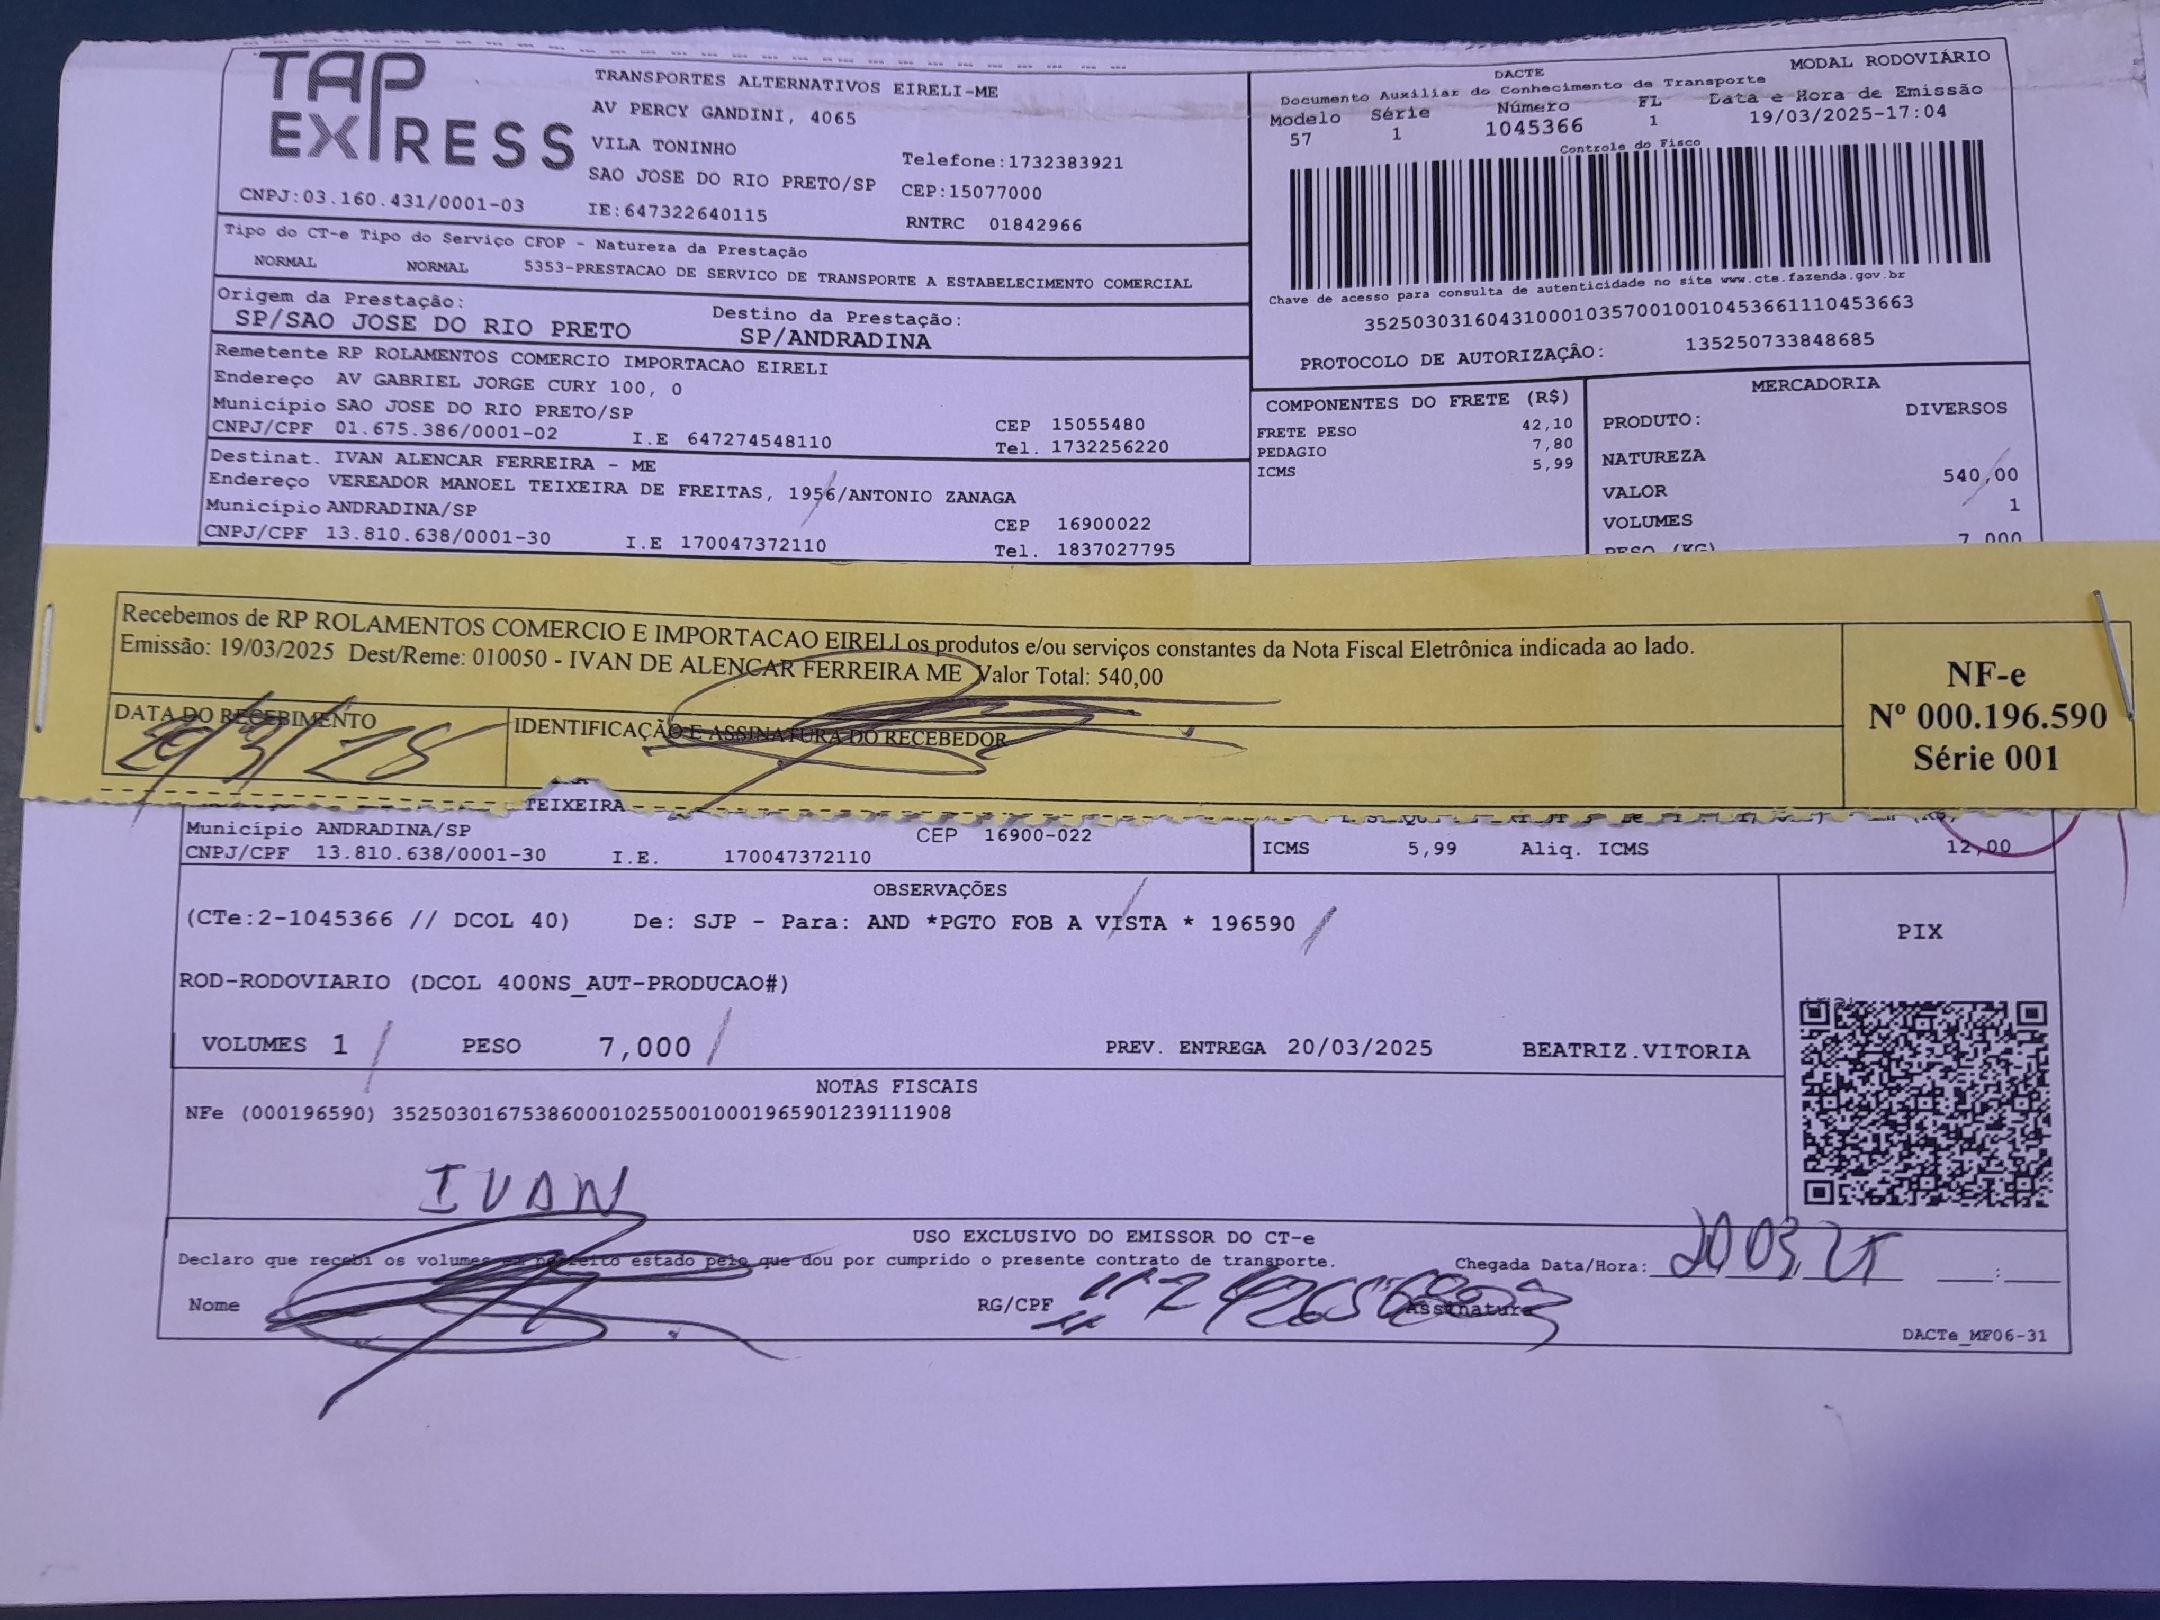 TAP EXPRESS
TRANSPORTES ALTERNATIVOS EIRELI-ME
AV PERCY GANDINI, 4065
VILA TONINHO
Telefone:1732383921
SAO JOSE DO RIO PRETO/SP CEP:15077000
CNPJ:03.160.431/0001-03 IE:647322640115 RNTRC 01842966
DACTE MODAL RODOVIÁRIO
Documento Auxiliar do Conhecimento de Transporte
Modelo Série Número FL Data e Hora de Emissão
57 1 1045366 1 19/03/2025-17:04
Controle do Fisco
Chave de acesso para consulta de autenticidade no site www.cte.fazenda.gov.br
35250303160431000103570010010453661110453663
PROTOCOLO DE AUTORIZAÇÃO: 135250733848685
Tipo do CT-e Tipo do Serviço CFOP - Natureza da Prestação
NORMAL NORMAL 5353-PRESTACAO DE SERVICO DE TRANSPORTE A ESTABELECIMENTO COMERCIAL
Origem da Prestação: Destino da Prestação:
SP/SAO JOSE DO RIO PRETO SP/ANDRADINA
Remetente RP ROLAMENTOS COMERCIO IMPORTACAO EIRELI
Endereço AV GABRIEL JORGE CURY 100, 0
Município SAO JOSE DO RIO PRETO/SP CEP 15055480
CNPJ/CPF 01.675.386/0001-02 I.E 647274548110 Tel. 1732256220
Destinat. IVAN ALENCAR FERREIRA - ME
Endereço VEREADOR MANOEL TEIXEIRA DE FREITAS, 1956/ANTONIO ZANAGA
Município ANDRADINA/SP CEP 16900022
CNPJ/CPF 13.810.638/0001-30 I.E 170047372110 Tel. 1837027795
COMPONENTES DO FRETE (R$)
FRETE PESO 42,10
PEDAGIO 7,80
ICMS 5,99
MERCADORIA
PRODUTO: DIVERSOS
NATUREZA
VALOR 540,00
VOLUMES 1
PESO (KG) 7,000
Recebemos de RP ROLAMENTOS COMERCIO E IMPORTACAO EIRELI os produtos e/ou serviços constantes da Nota Fiscal Eletrônica indicada ao lado.
Emissão: 19/03/2025 Dest/Reme: 010050 - IVAN DE ALENCAR FERREIRA ME Valor Total: 540,00
DATA DO RECEBIMENTO IDENTIFICAÇÃO E ASSINATURA DO RECEBEDOR
NF-e
Nº 000.196.590
Série 001
TEIXEIRA
Município ANDRADINA/SP CEP 16900-022
CNPJ/CPF 13.810.638/0001-30 I.E. 170047372110
ICMS 5,99 Aliq. ICMS 12,00
OBSERVAÇÕES
(CTe:2-1045366 // DCOL 40) De: SJP - Para: AND *PGTO FOB A VISTA * 196590
ROD-RODOVIARIO (DCOL 400NS_AUT-PRODUCAO#)
VOLUMES 1 PESO 7,000 PREV. ENTREGA 20/03/2025 BEATRIZ.VITORIA
PIX
NOTAS FISCAIS
NFe (000196590) 35250301675386000102550010001965901239111908
IVAN
USO EXCLUSIVO DO EMISSOR DO CT-e
Declaro que recebi os volumes em perfeito estado pelo que dou por cumprido o presente contrato de transporte.
Chegada Data/Hora: 20 03 25
Nome RG/CPF Assinatura
DACTe_MF06-31